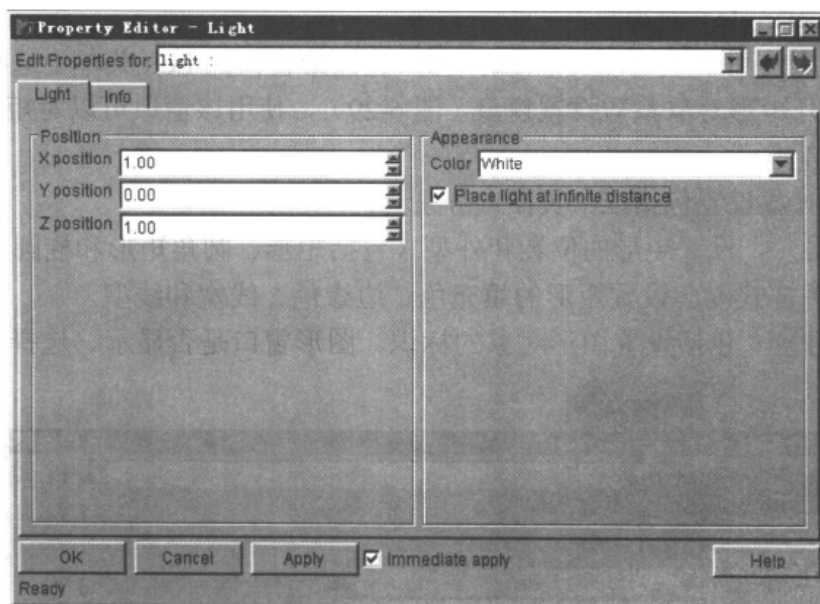 Property Editor - Light
Edit Properties for: light :
Light
Info
Position
X position 1.00
Y position 0.00
Z position 1.00
Appearance
Color White
Place light at infinite distance
OK
Cancel
Apply
Immediate apply
Help
Ready